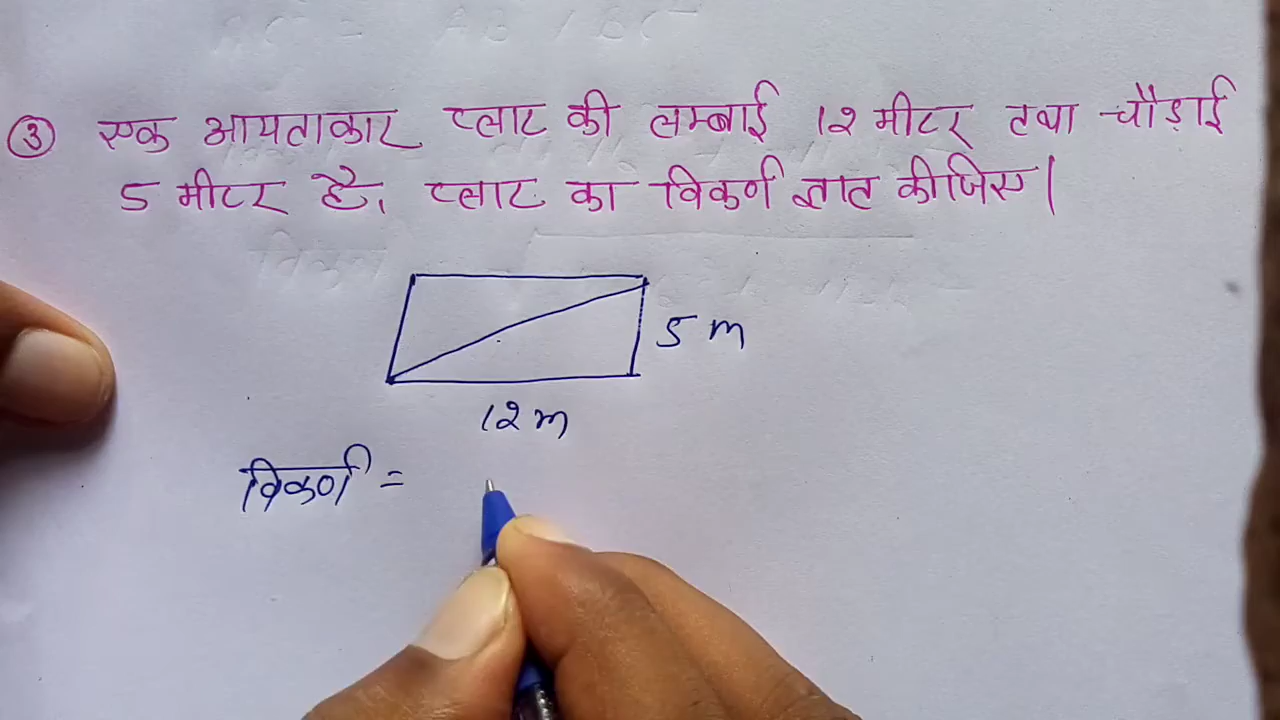 ③ एक आयताकार प्लाट की लम्बाई 12 मीटर तथा चौड़ाई
5 मीटर है, प्लाट का विकर्ण ज्ञात कीजिए।
5 m
12 m
विकर्ण =